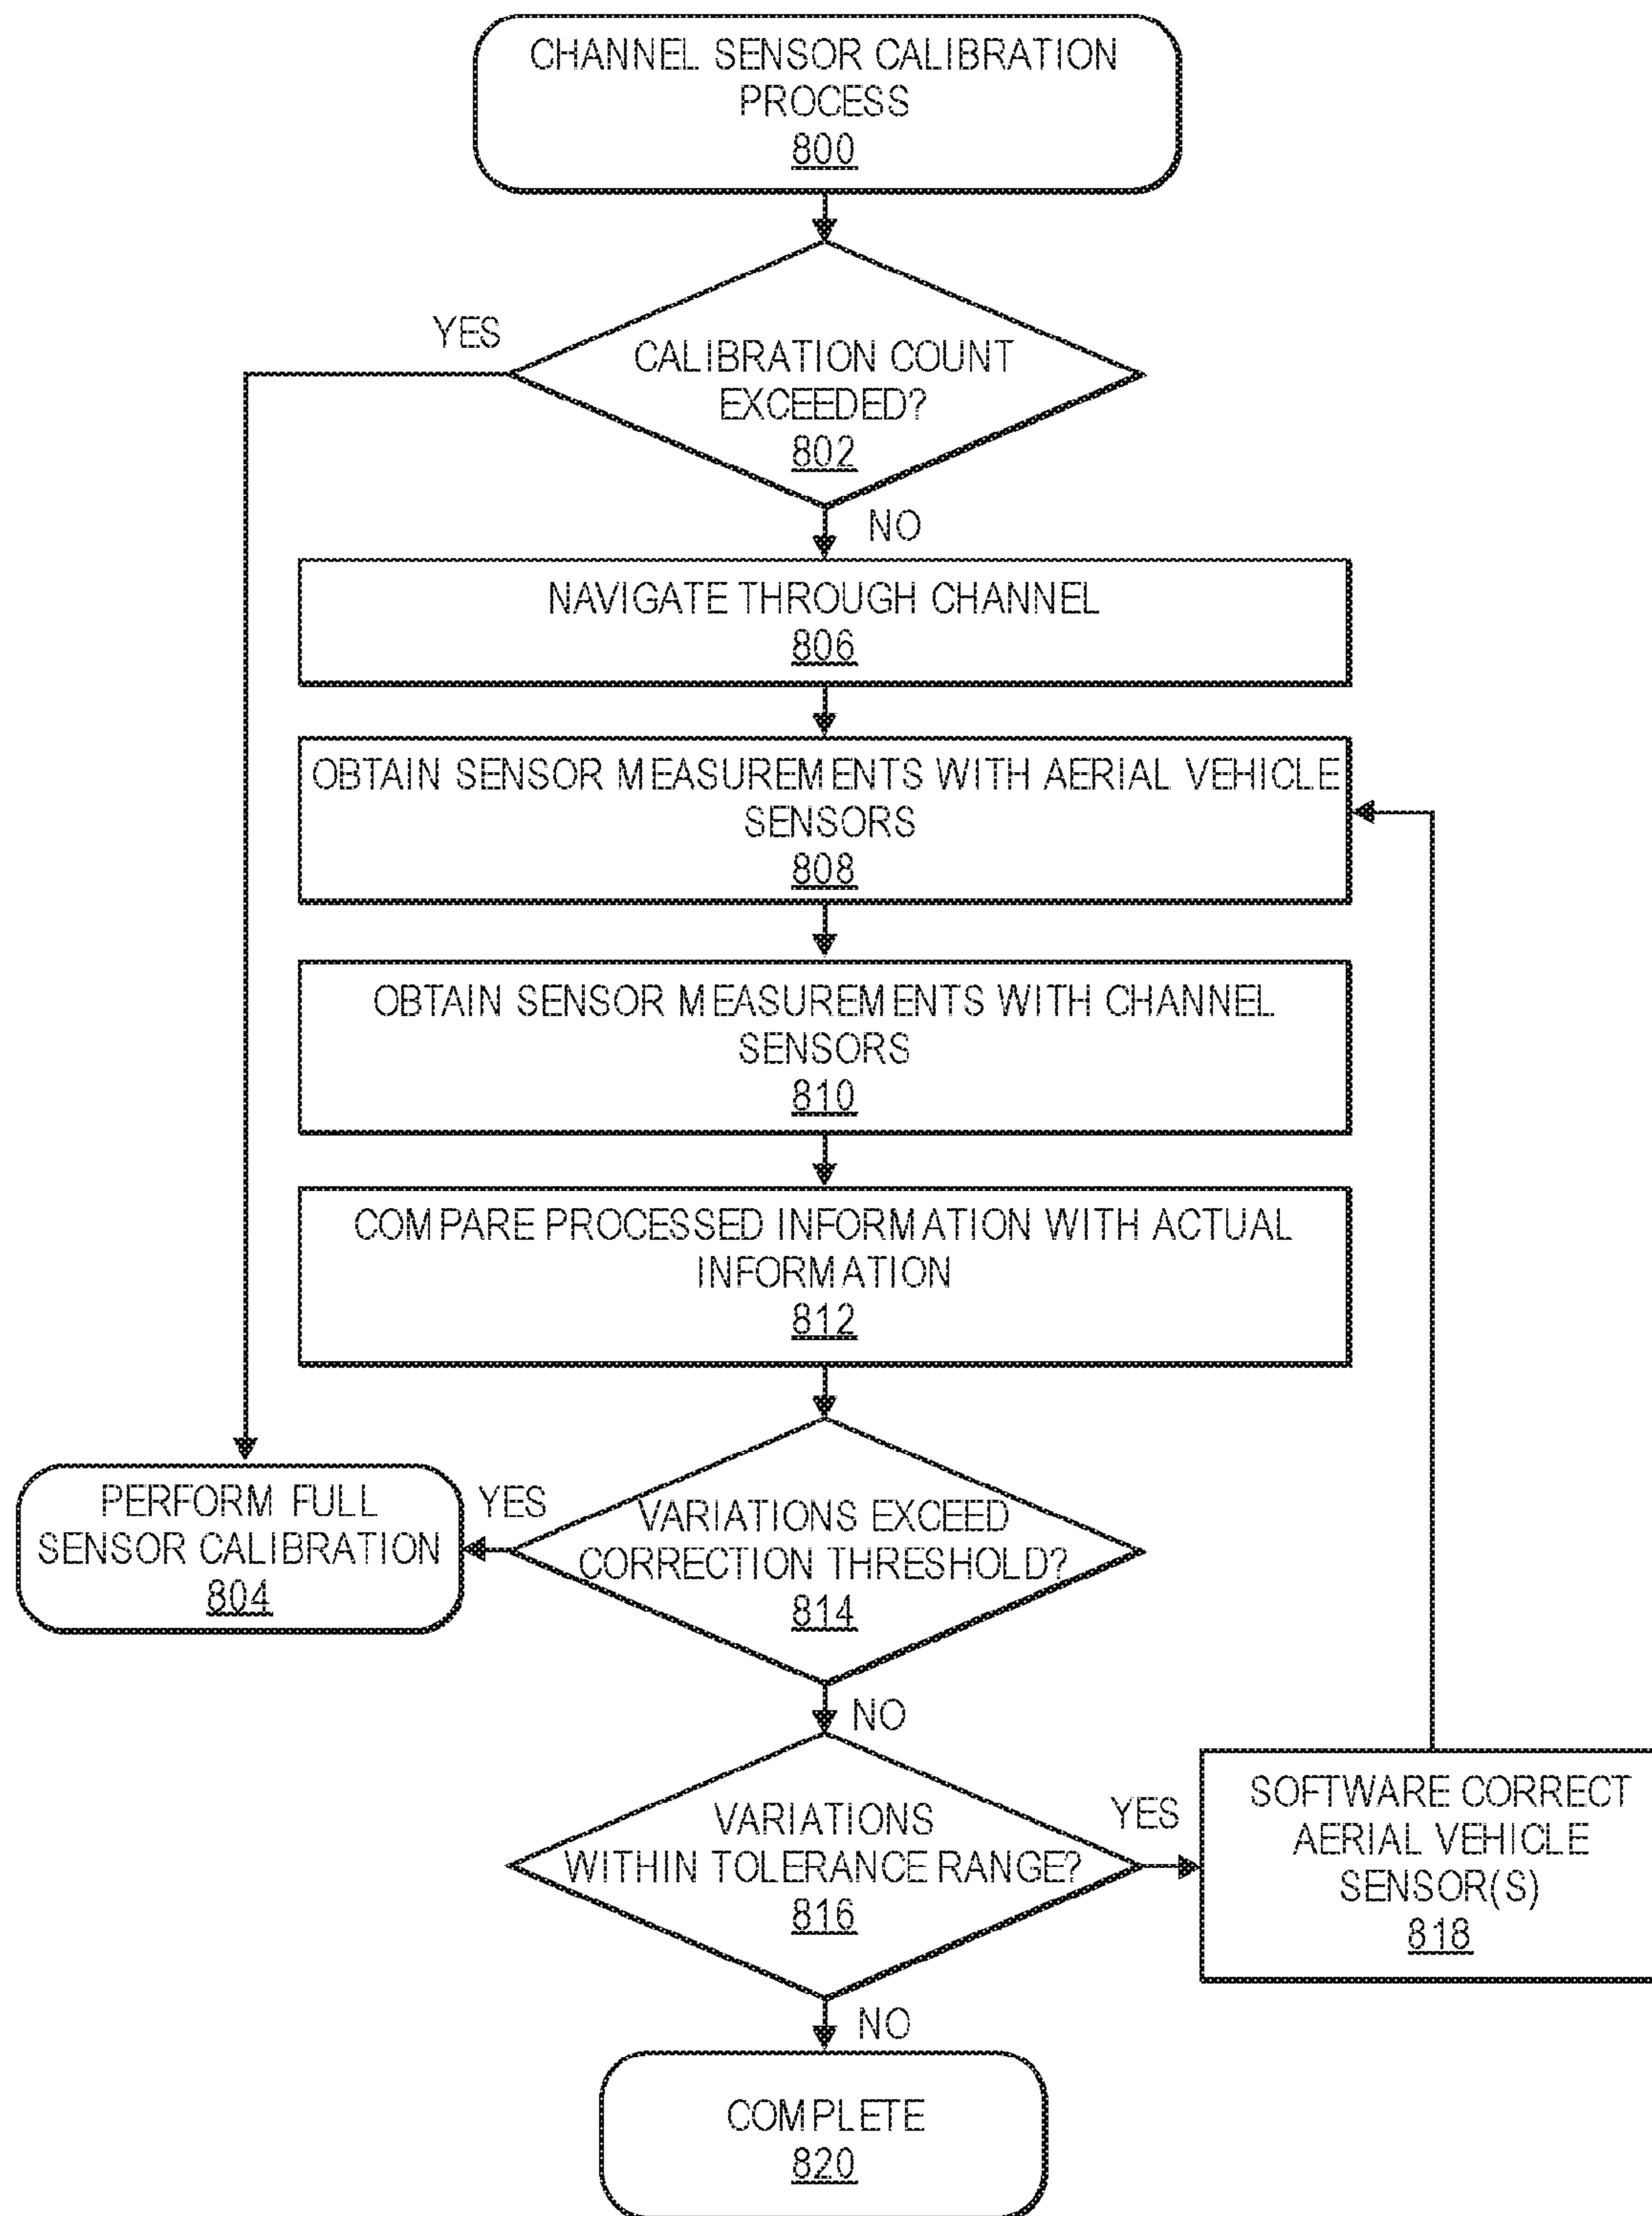 CHANNEL SENSOR CALIBRATION
PROCESS
800
YES
CALIBRATION COUNT
EXCEEDED?
802
NO
NAVIGATE THROUGH CHANNEL
806
OBTAIN SENSOR MEASUREMENTS WITH AERIAL VEHICLE
SENSORS
808
OBTAIN SENSOR MEASUREMENTS WITH CHANNEL
SENSORS
810
COMPARE PROCESSED INFORMATION WITH ACTUAL
INFORMATION
812
PERFORM FULL
SENSOR CALIBRATION
804
YES
VARIATIONS EXCEED
CORRECTION THRESHOLD?
814
NO
VARIATIONS
WITHIN TOLERANCE RANGE?
816
YES
SOFTWARE CORRECT
AERIAL VEHICLE
SENSOR(S)
818
NO
COMPLETE
820